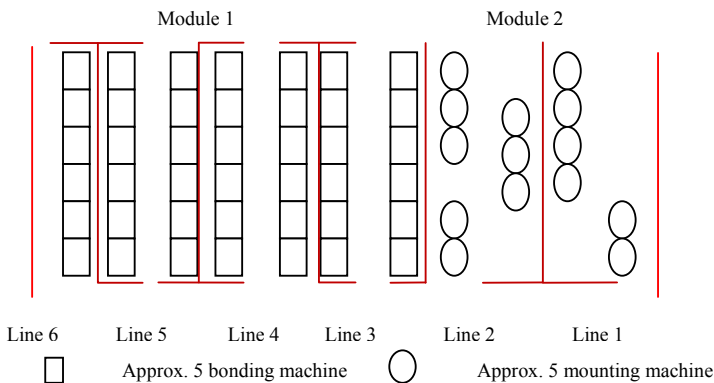 Module 1 Module 2
Line 6 Line 5 Line 4 Line 3 Line 2 Line 1
Approx. 5 bonding machine Approx. 5 mounting machine